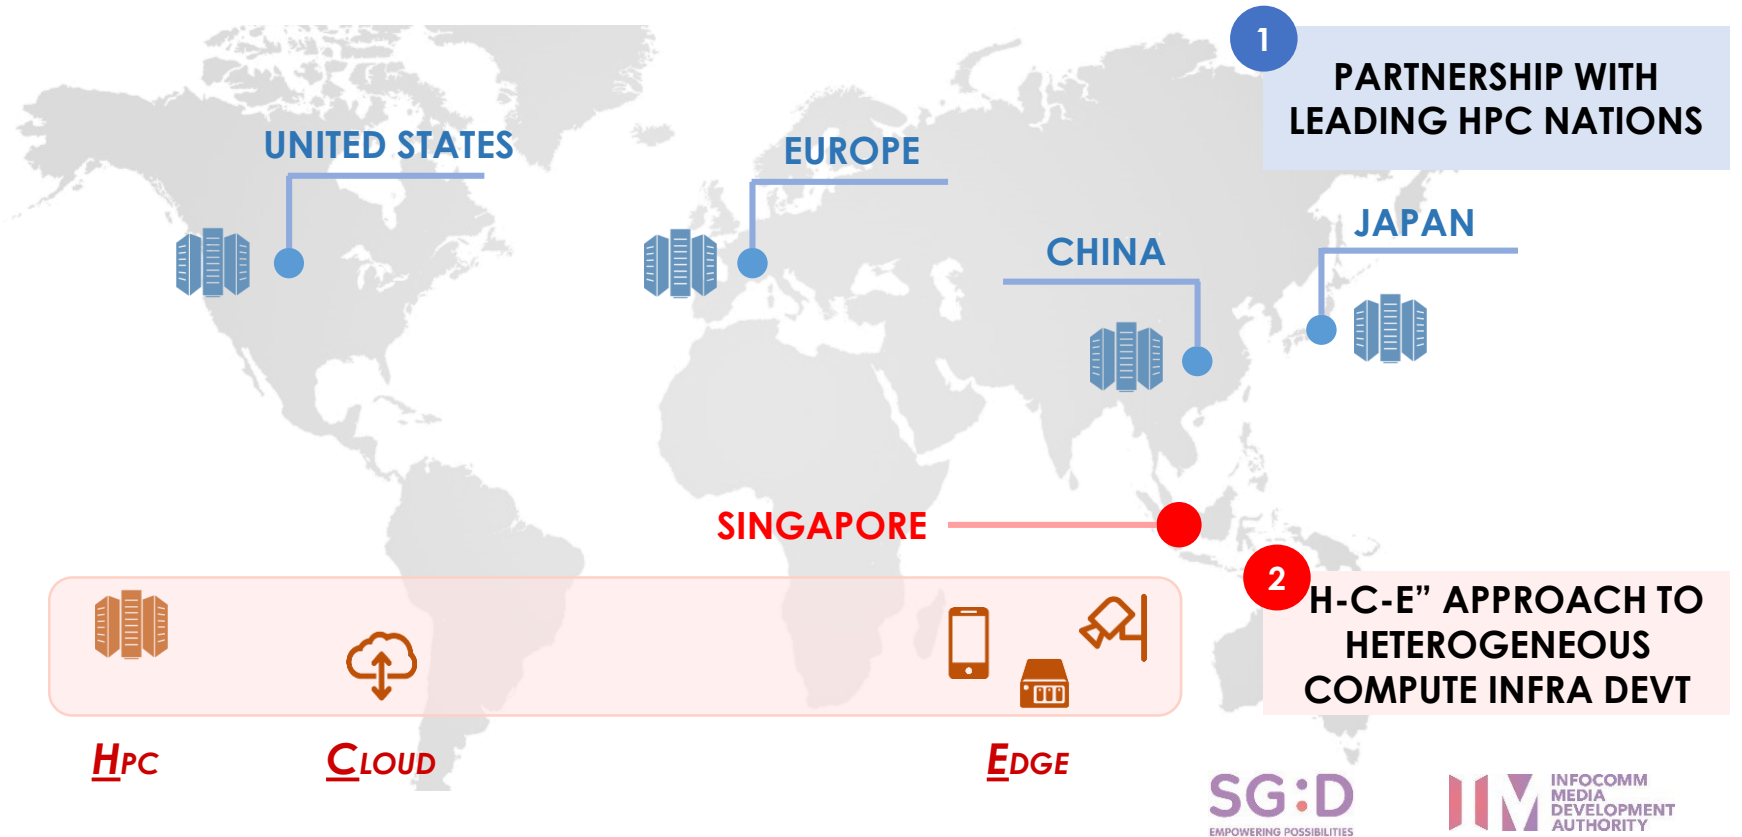 1
PARTNERSHIP WITH
LEADING HPC NATIONS
UNITED STATES
EUROPE
JAPAN
CHINA
SINGAPORE
2
H-C-E” APPROACH TO
HETEROGENEOUS
COMPUTE INFRA DEVT
HPC
CLOUD
EDGE
SG:D
EMPOWERING POSSIBILITIES
INFOCOMM
MEDIA
DEVELOPMENT
AUTHORITY